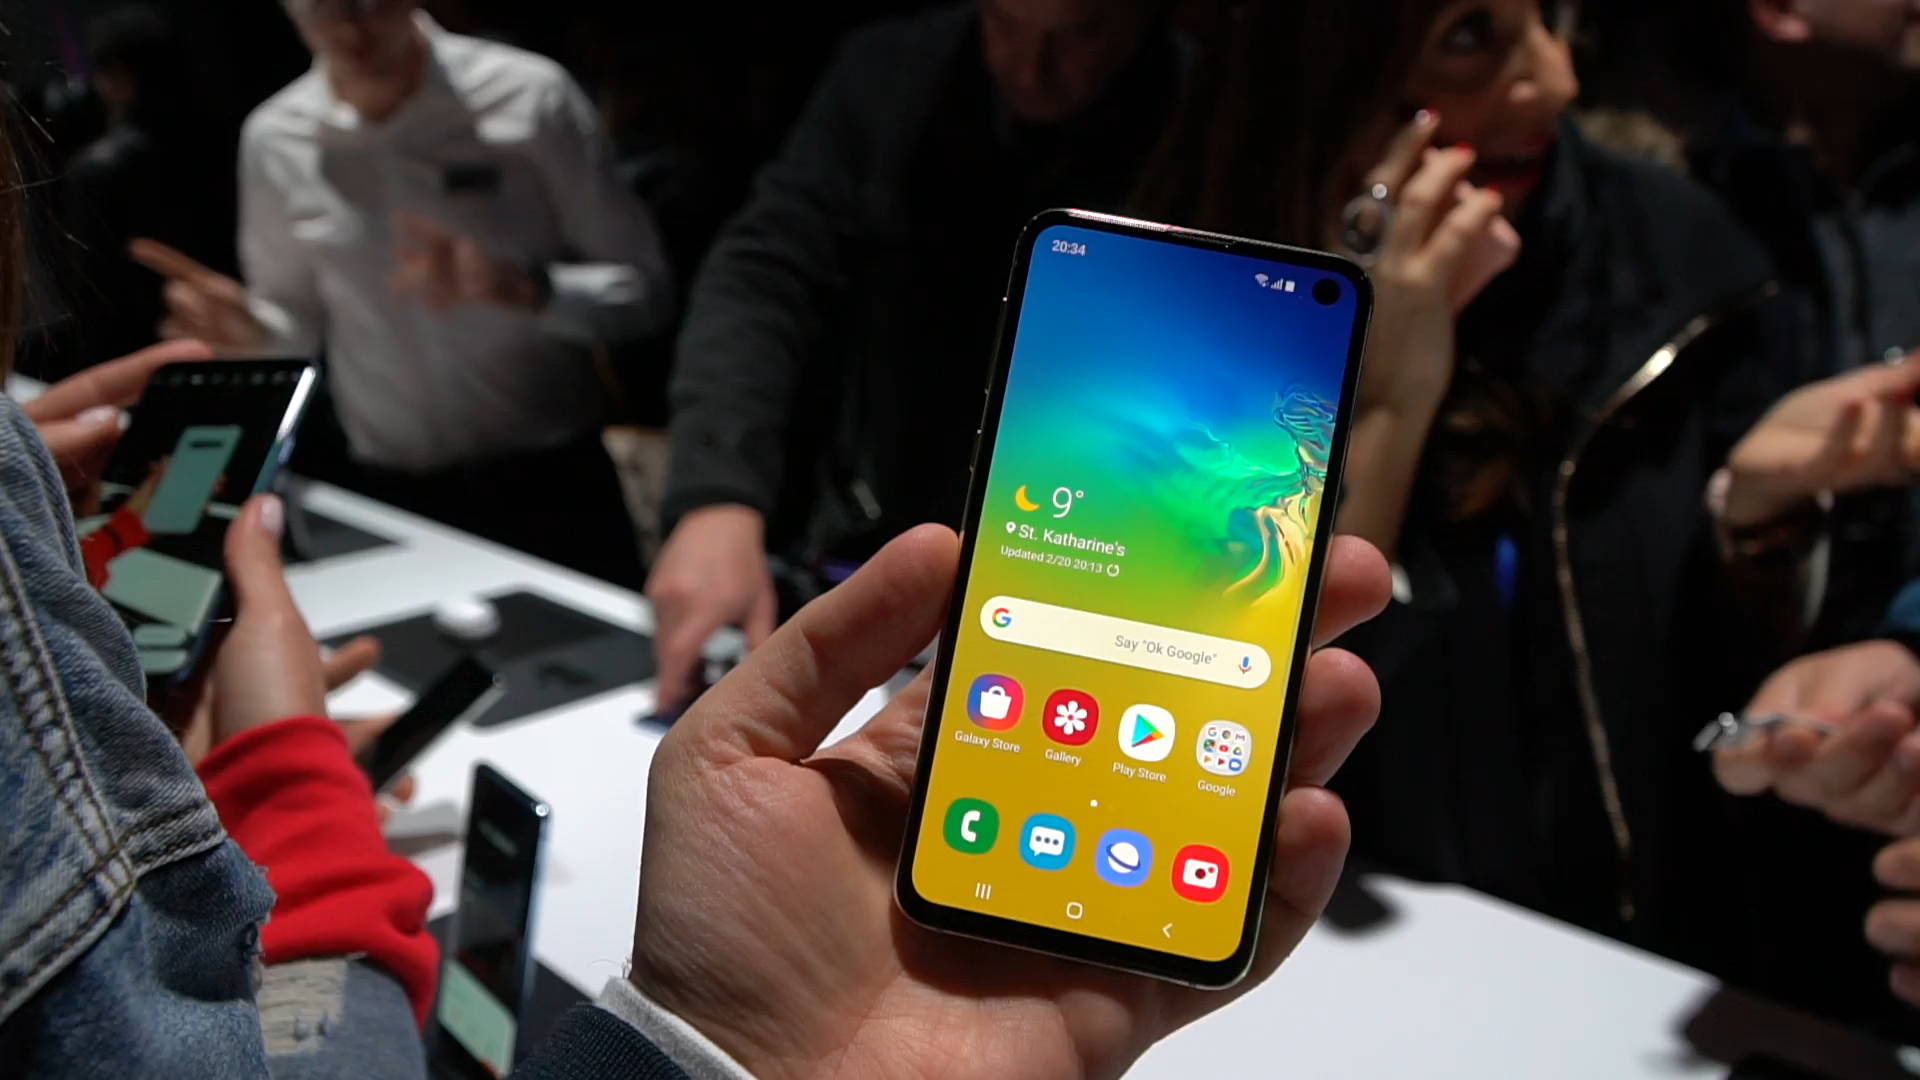 20:34
9°
St. Katharine's
Updated 2/20 20:13
Say "Ok Google"
Galaxy Store
Gallery
Play Store
Google